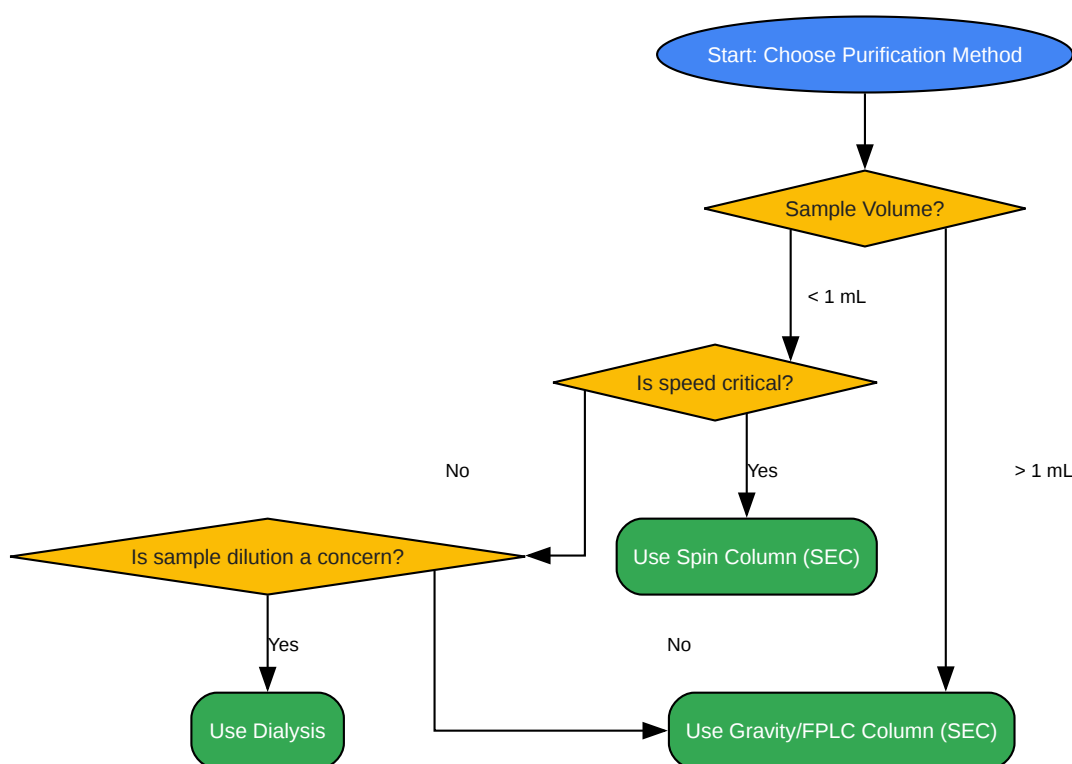 Start: Choose Purification Method
Sample Volume?
< 1 mL
Is speed critical?
No
Yes
> 1 mL
Is sample dilution a concern?
Use Spin Column (SEC)
Yes
No
Use Dialysis
Use Gravity/FPLC Column (SEC)